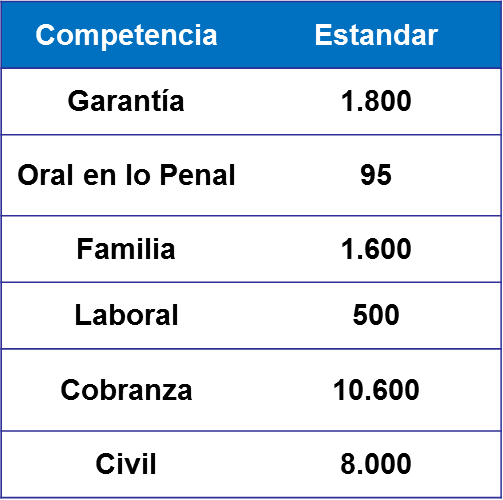 Competencia Estandar
Garantía 1.800
Oral en lo Penal 95
Familia 1.600
Laboral 500
Cobranza 10.600
Civil 8.000